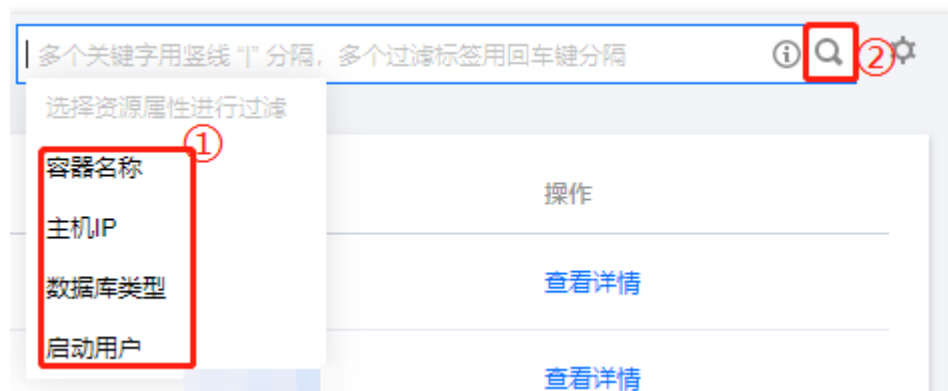 多个关键字用竖线 "|" 分隔，多个过滤标签用回车键分隔
②
选择资源属性进行过滤
①
容器名称
操作
主机IP
数据库类型
查看详情
启动用户
查看详情